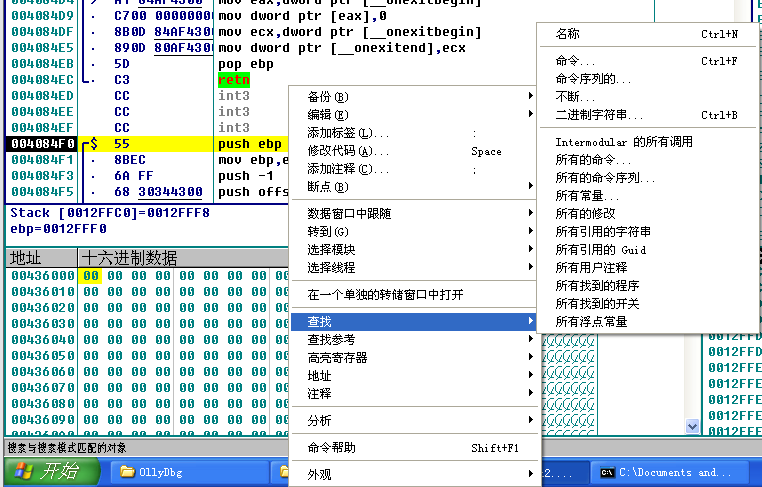 004084D4 > A1 84AF4300 mov eax,dword ptr [__onexitbegin]
004084D9 . C700 00000000 mov dword ptr [eax],0
004084DF . 8B0D 84AF4300 mov ecx,dword ptr [__onexitbegin]
004084E5 . 890D 80AF4300 mov dword ptr [__onexitend],ecx
004084EB . 5D pop ebp
004084EC . C3 retn
004084ED CC int3
004084EE CC int3
004084EF CC int3
004084F0 $ 55 push ebp
004084F1 . 8BEC mov ebp,e
004084F3 . 6A FF push -1
004084F5 . 68 30344300 push offs
Stack [0012FFC0]=0012FFF8
ebp=0012FFF0
地址 十六进制数据
00436000 00 00 00 00 00 00 00 00 00
00436010 00 00 00 00 00 00 00 00 00
00436020 00 00 00 00 00 00 00 00 00
00436030 00 00 00 00 00 00 00 00 00
00436040 00 00 00 00 00 00 00 00 00
00436050 00 00 00 00 00 00 00 00 00
00436060 00 00 00 00 00 00 00 00 00
00436070 00 00 00 00 00 00 00 00 00
00436080 00 00 00 00 00 00 00 00 00
00436090 00 00 00 00 00 00 00 00 00
备份(B)
编辑(E)
添加标签(L)... :
修改代码(A)... Space
添加注释(C)... ;
断点(B)
数据窗口中跟随
转到(G)
选择模块
选择线程
在一个单独的转储窗口中打开
查找
查找参考
高亮寄存器
地址
注释
分析
命令帮助 Shift+F1
外观
名称 Ctrl+N
命令... Ctrl+F
命令序列的...
不断...
二进制字符串... Ctrl+B
Intermodular 的所有调用
所有的命令...
所有的命令序列...
所有常量...
所有的修改
所有引用的字符串
所有引用的 Guid
所有用户注释
所有找到的程序
所有找到的开关
所有浮点常量
0012FFD
0012FFD
0012FFE
0012FFE
0012FFE
0012FFE
搜索与搜索模式匹配的对象
开始
OllyDbg
2....
C:\Documents and...